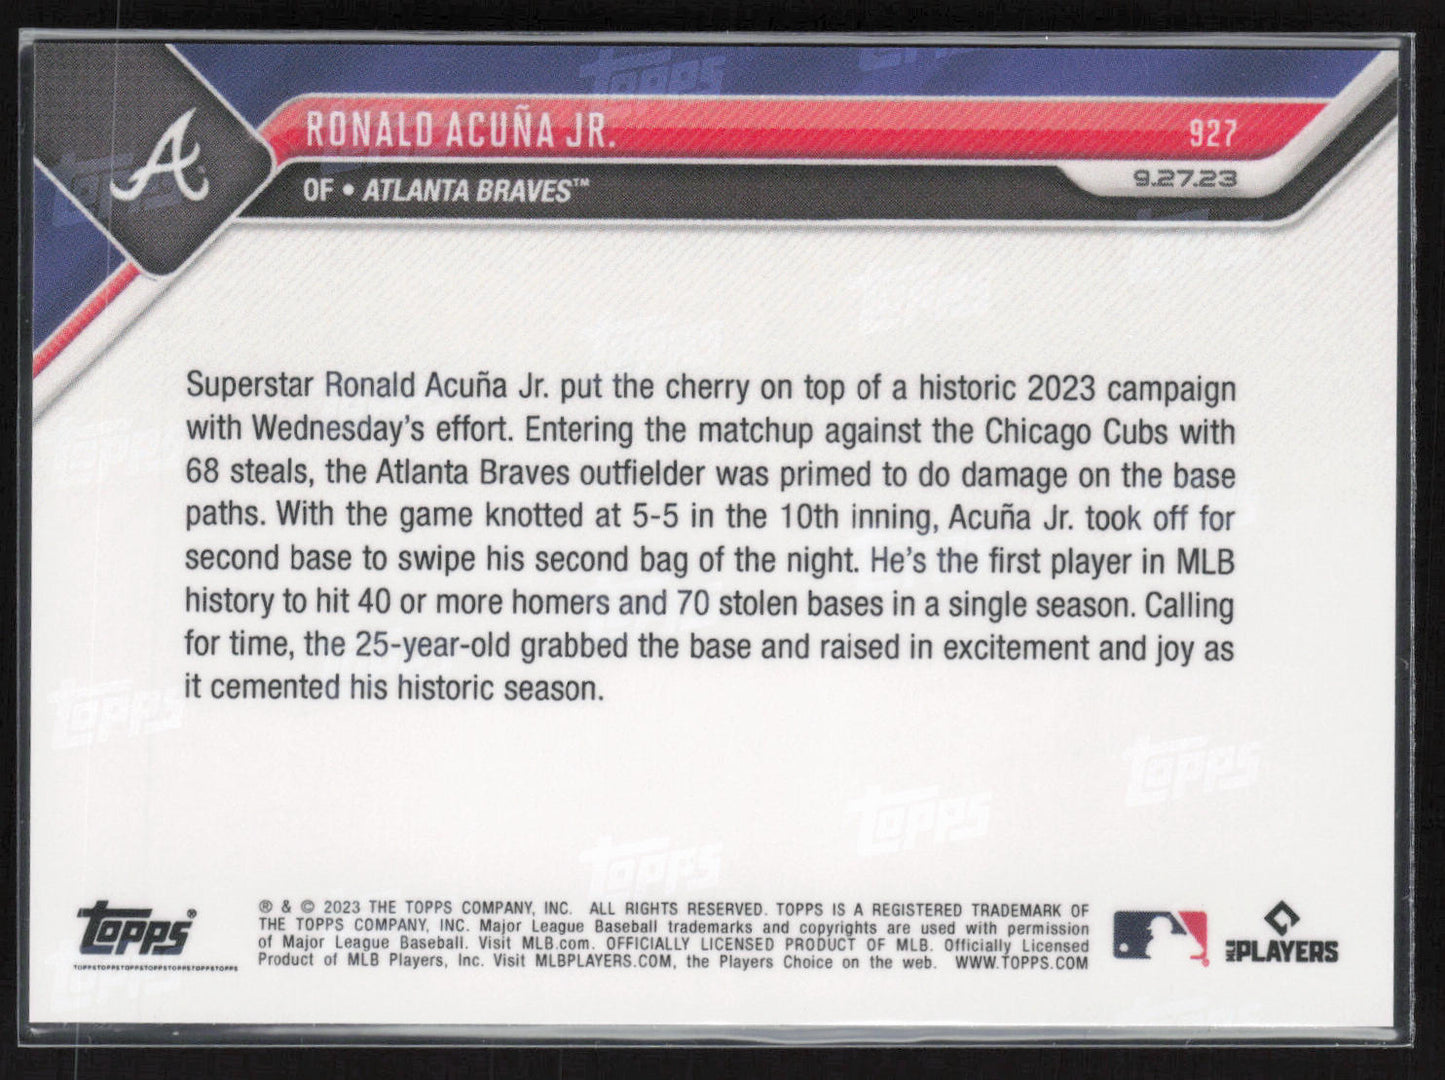 RONALD ACUÑA JR.
927
OF • ATLANTA BRAVES™
9.27.23
Superstar Ronald Acuña Jr. put the cherry on top of a historic 2023 campaign
with Wednesday's effort. Entering the matchup against the Chicago Cubs with
68 steals, the Atlanta Braves outfielder was primed to do damage on the base
paths. With the game knotted at 5-5 in the 10th inning, Acuña Jr. took off for
second base to swipe his second bag of the night. He's the first player in MLB
history to hit 40 or more homers and 70 stolen bases in a single season. Calling
for time, the 25-year-old grabbed the base and raised in excitement and joy as
it cemented his historic season.
TOPPS®
TOPPSTOPPSTOPPSTOPPSTOPPSTOPPSTOPPS
® & © 2023 THE TOPPS COMPANY, INC. ALL RIGHTS RESERVED. TOPPS IS A REGISTERED TRADEMARK OF
THE TOPPS COMPANY, INC. Major League Baseball trademarks and copyrights are used with permission
of Major League Baseball. Visit MLB.com. OFFICIALLY LICENSED PRODUCT OF MLB. Officially Licensed
Product of MLB Players, Inc. Visit MLBPLAYERS.COM, the Players Choice on the web. WWW.TOPPS.COM
MLB PLAYERS